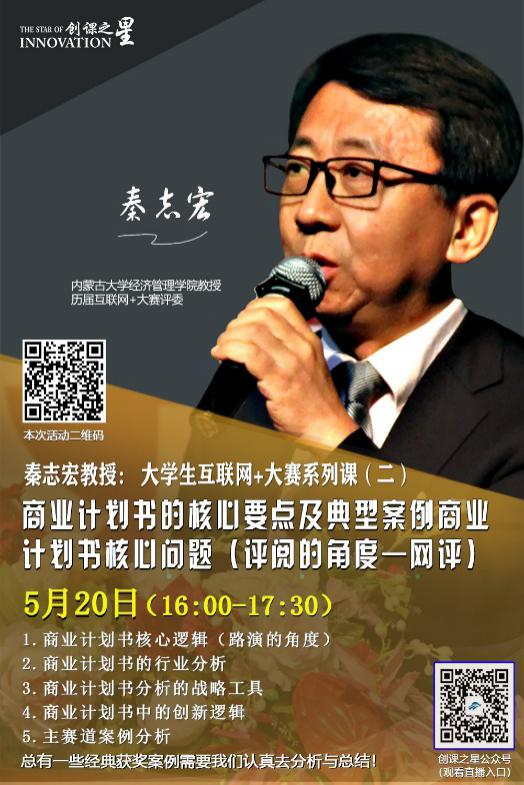 THE STAR OF 创课之星
INNOVATION
秦志宏
内蒙古大学经济管理学院教授
历届互联网+大赛评委
本次活动二维码
秦志宏教授： 大学生互联网+大赛系列课（二）
商业计划书的核心要点及典型案例商业
计划书核心问题（评阅的角度—网评）
5月20日（16:00-17:30）
1. 商业计划书核心逻辑（路演的角度）
2. 商业计划书的行业分析
3. 商业计划书分析的战略工具
4. 商业计划书中的创新逻辑
5. 主赛道案例分析
总有一些经典获奖案例需要我们认真去分析与总结！
创课之星公众号
(观看直播入口)